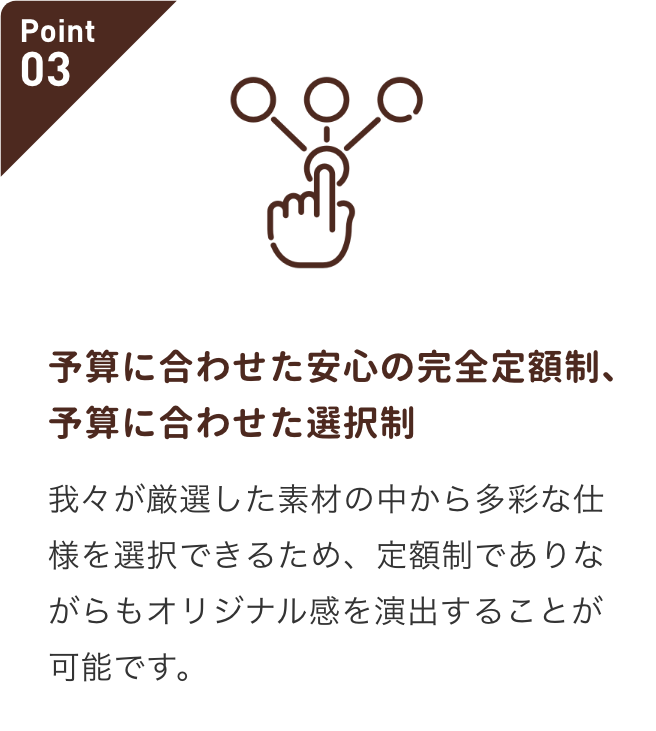 Point
03
予算に合わせた安心の完全定額制、
予算に合わせた選択制
我々が厳選した素材の中から多彩な仕
様を選択できるため、定額制でありな
がらもオリジナル感を演出することが
可能です。